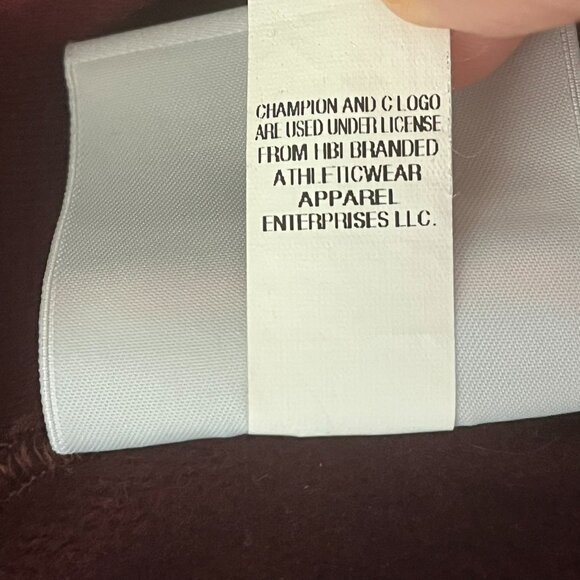 CHAMPION AND C LOGO
ARE USED UNDER LICENSE
FROM HBI BRANDED
ATHLETICWEAR
APPAREL
ENTERPRISES LLC.